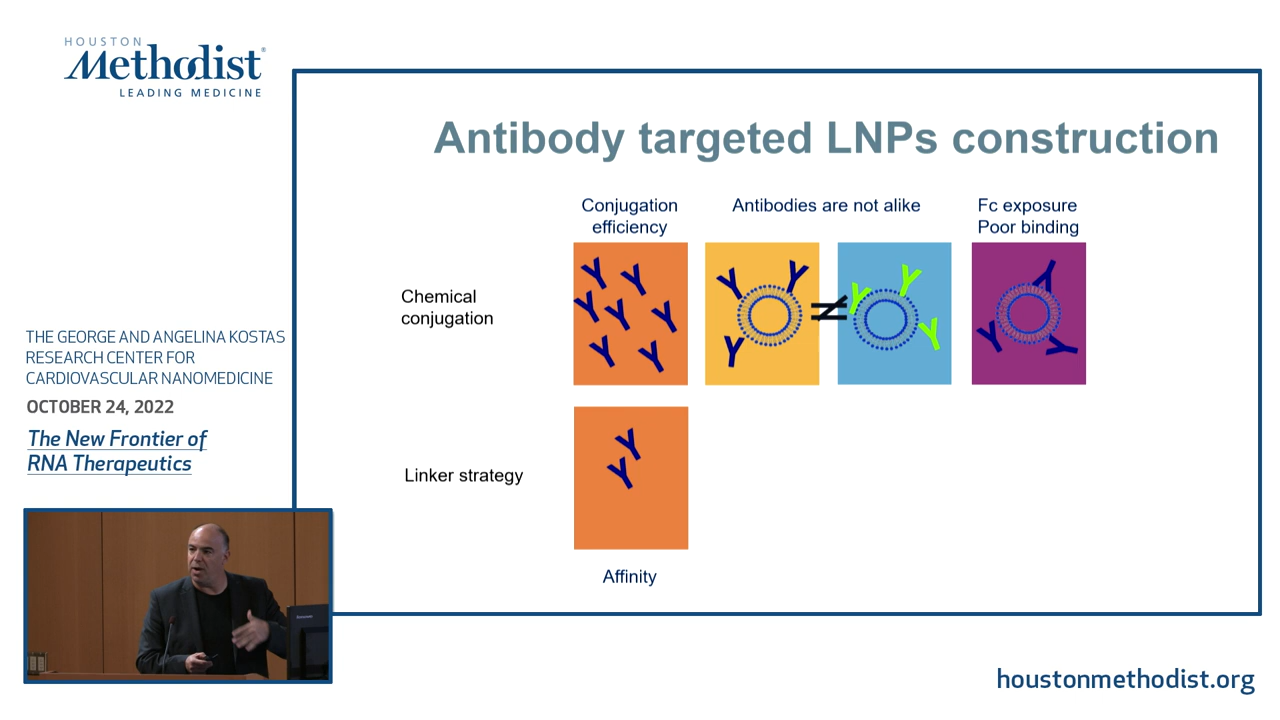 HOUSTON
Methodist
LEADING MEDICINE
Antibody targeted LNPs construction
Conjugation
efficiency
Antibodies are not alike
Fc exposure
Poor binding
Chemical
conjugation
≠
Linker strategy
Affinity
THE GEORGE AND ANGELINA KOSTAS
RESEARCH CENTER FOR
CARDIOVASCULAR NANOMEDICINE
OCTOBER 24, 2022
The New Frontier of
RNA Therapeutics
houstonmethodist.org